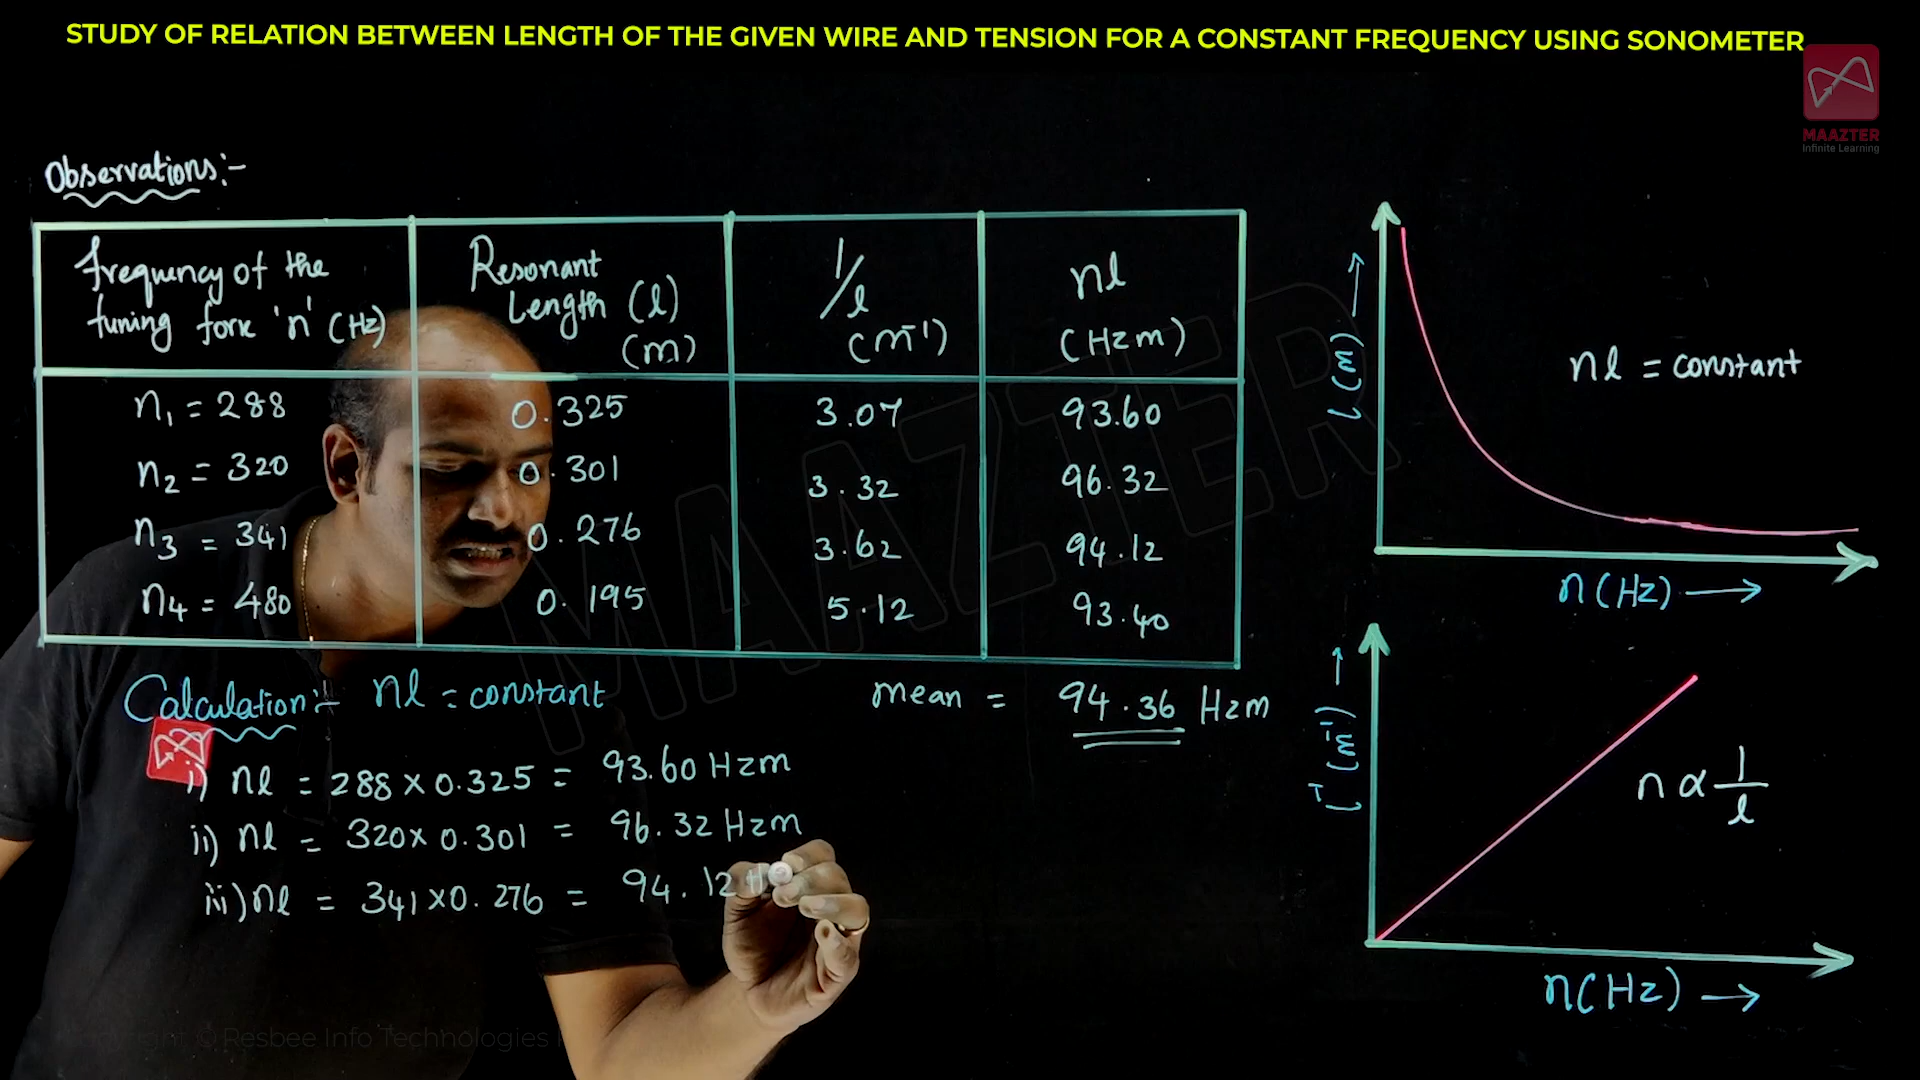 STUDY OF RELATION BETWEEN LENGTH OF THE GIVEN WIRE AND TENSION FOR A CONSTANT FREQUENCY USING SONOMETER
MAAZTER
Infinite Learning
Observations:-
Frequency of the tuning fork 'n' (Hz)
Resonant Length (l) (m)
1/l (m⁻¹)
nl (Hzm)
n₁ = 288 0.325 3.07 93.60
n₂ = 320 0.301 3.32 96.32
n₃ = 341 0.276 3.62 94.12
n₄ = 480 0.195 5.12 93.40
mean = 94.36 Hzm
Calculation:- nl = constant
i) nl = 288 × 0.325 = 93.60 Hzm
ii) nl = 320 × 0.301 = 96.32 Hzm
iii) nl = 341 × 0.276 = 94.12 H
l (m)
nl = constant
n (Hz)
(m⁻¹)
n ∝ 1/l
n (Hz)
MAAZTER
Copyright © Resbee Info Technologies